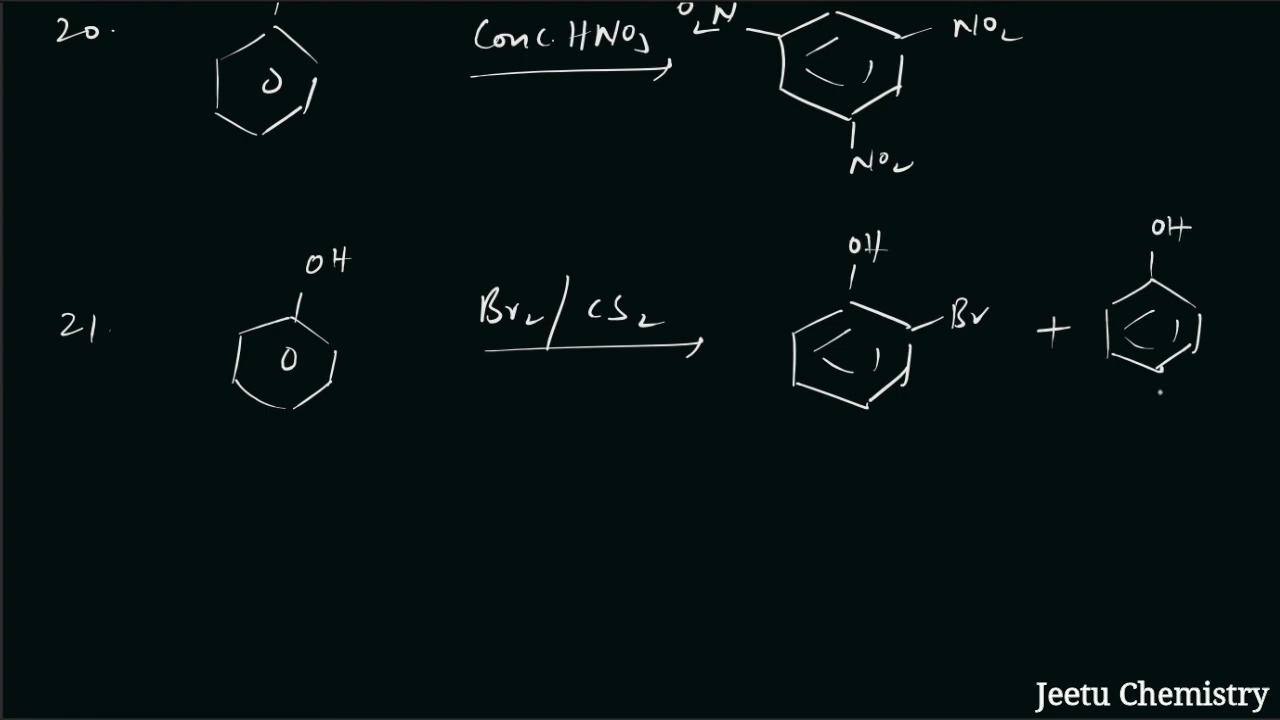 20.
Conc. HNO3
O2N
NO2
NO2
21.
OH
Br2/CS2
OH
Br
+
OH
Jeetu Chemistry